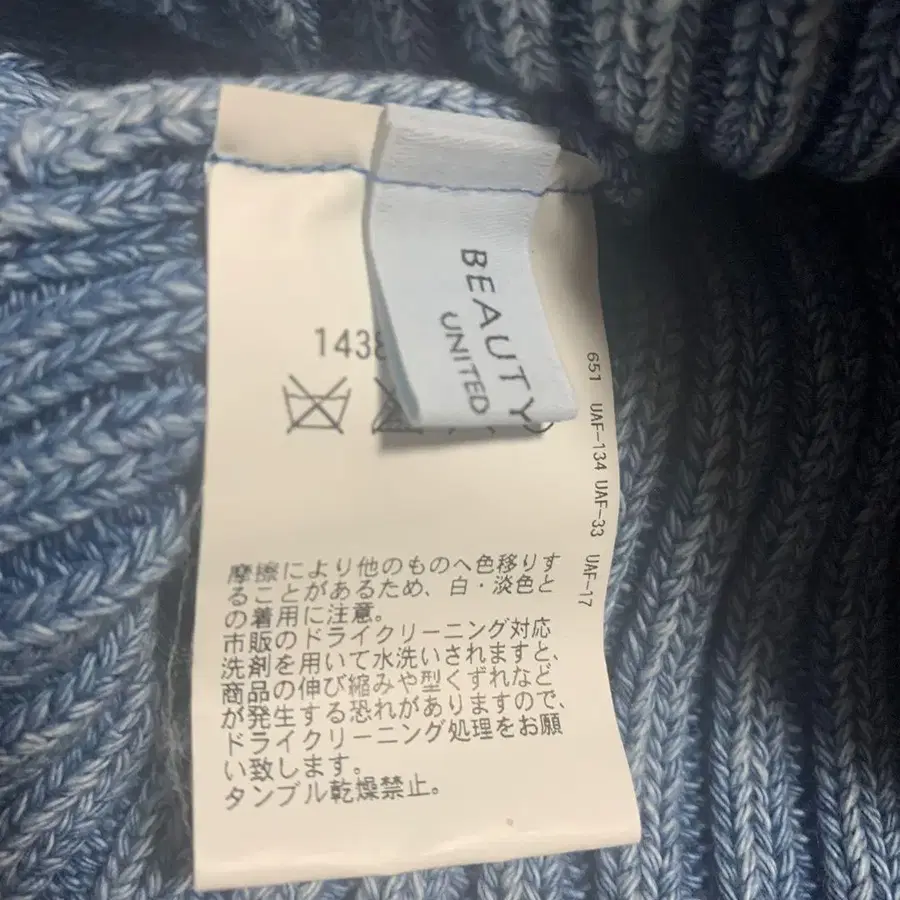 BEAUTY
UNITED
143
651 UAF-134 UAF-33 UAF-17
摩擦により他のものへ色移りす
ることがあるため、白・淡色と
の着用に注意。
市販のドライクリーニング対応
洗剤を用いて水洗いされますと、
商品の伸び縮みや型くずれなど
が発生する恐れがありますので、
ドライクリーニング処理をお願
い致します。
タンブル乾燥禁止。